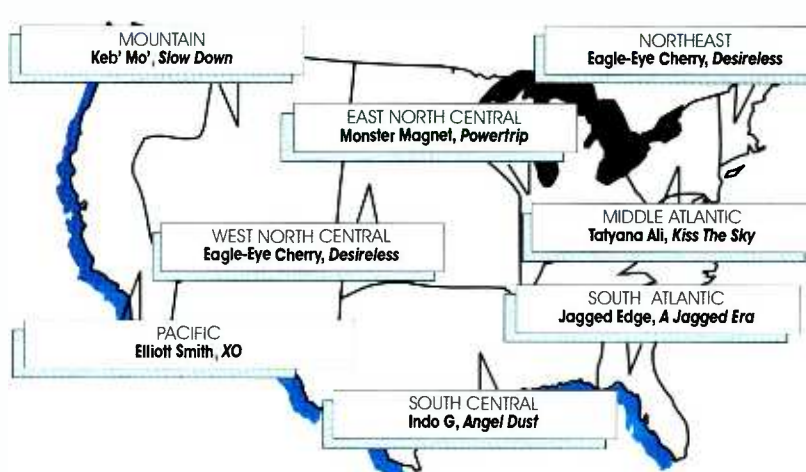 MOUNTAIN
Keb' Mo', Slow Down
NORTHEAST
Eagle-Eye Cherry, Desireless
EAST NORTH CENTRAL
Monster Magnet, Powertrip
WEST NORTH CENTRAL
Eagle-Eye Cherry, Desireless
MIDDLE ATLANTIC
Tatyana Ali, Kiss The Sky
SOUTH ATLANTIC
Jagged Edge, A Jagged Era
PACIFIC
Elliott Smith, XO
SOUTH CENTRAL
Indo G, Angel Dust